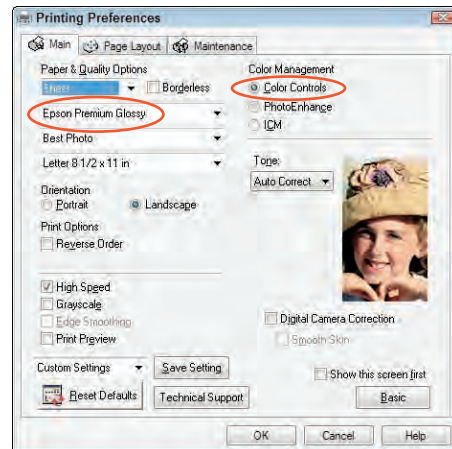 Printing Preferences
Main
Page Layout
Maintenance
Paper & Quality Options
Sheet
Borderless
Epson Premium Glossy
Best Photo
Letter 8 1/2 x 11 in
Orientation
Portrait
Landscape
Print Options
Reverse Order
High Speed
Grayscale
Edge Smoothing
Print Preview
Custom Settings
Save Setting
Reset Defaults
Technical Support
Color Management
Color Controls
PhotoEnhance
ICM
Tone:
Auto Correct
Digital Camera Correction
Smooth Skin
Show this screen first
Basic
OK
Cancel
Help